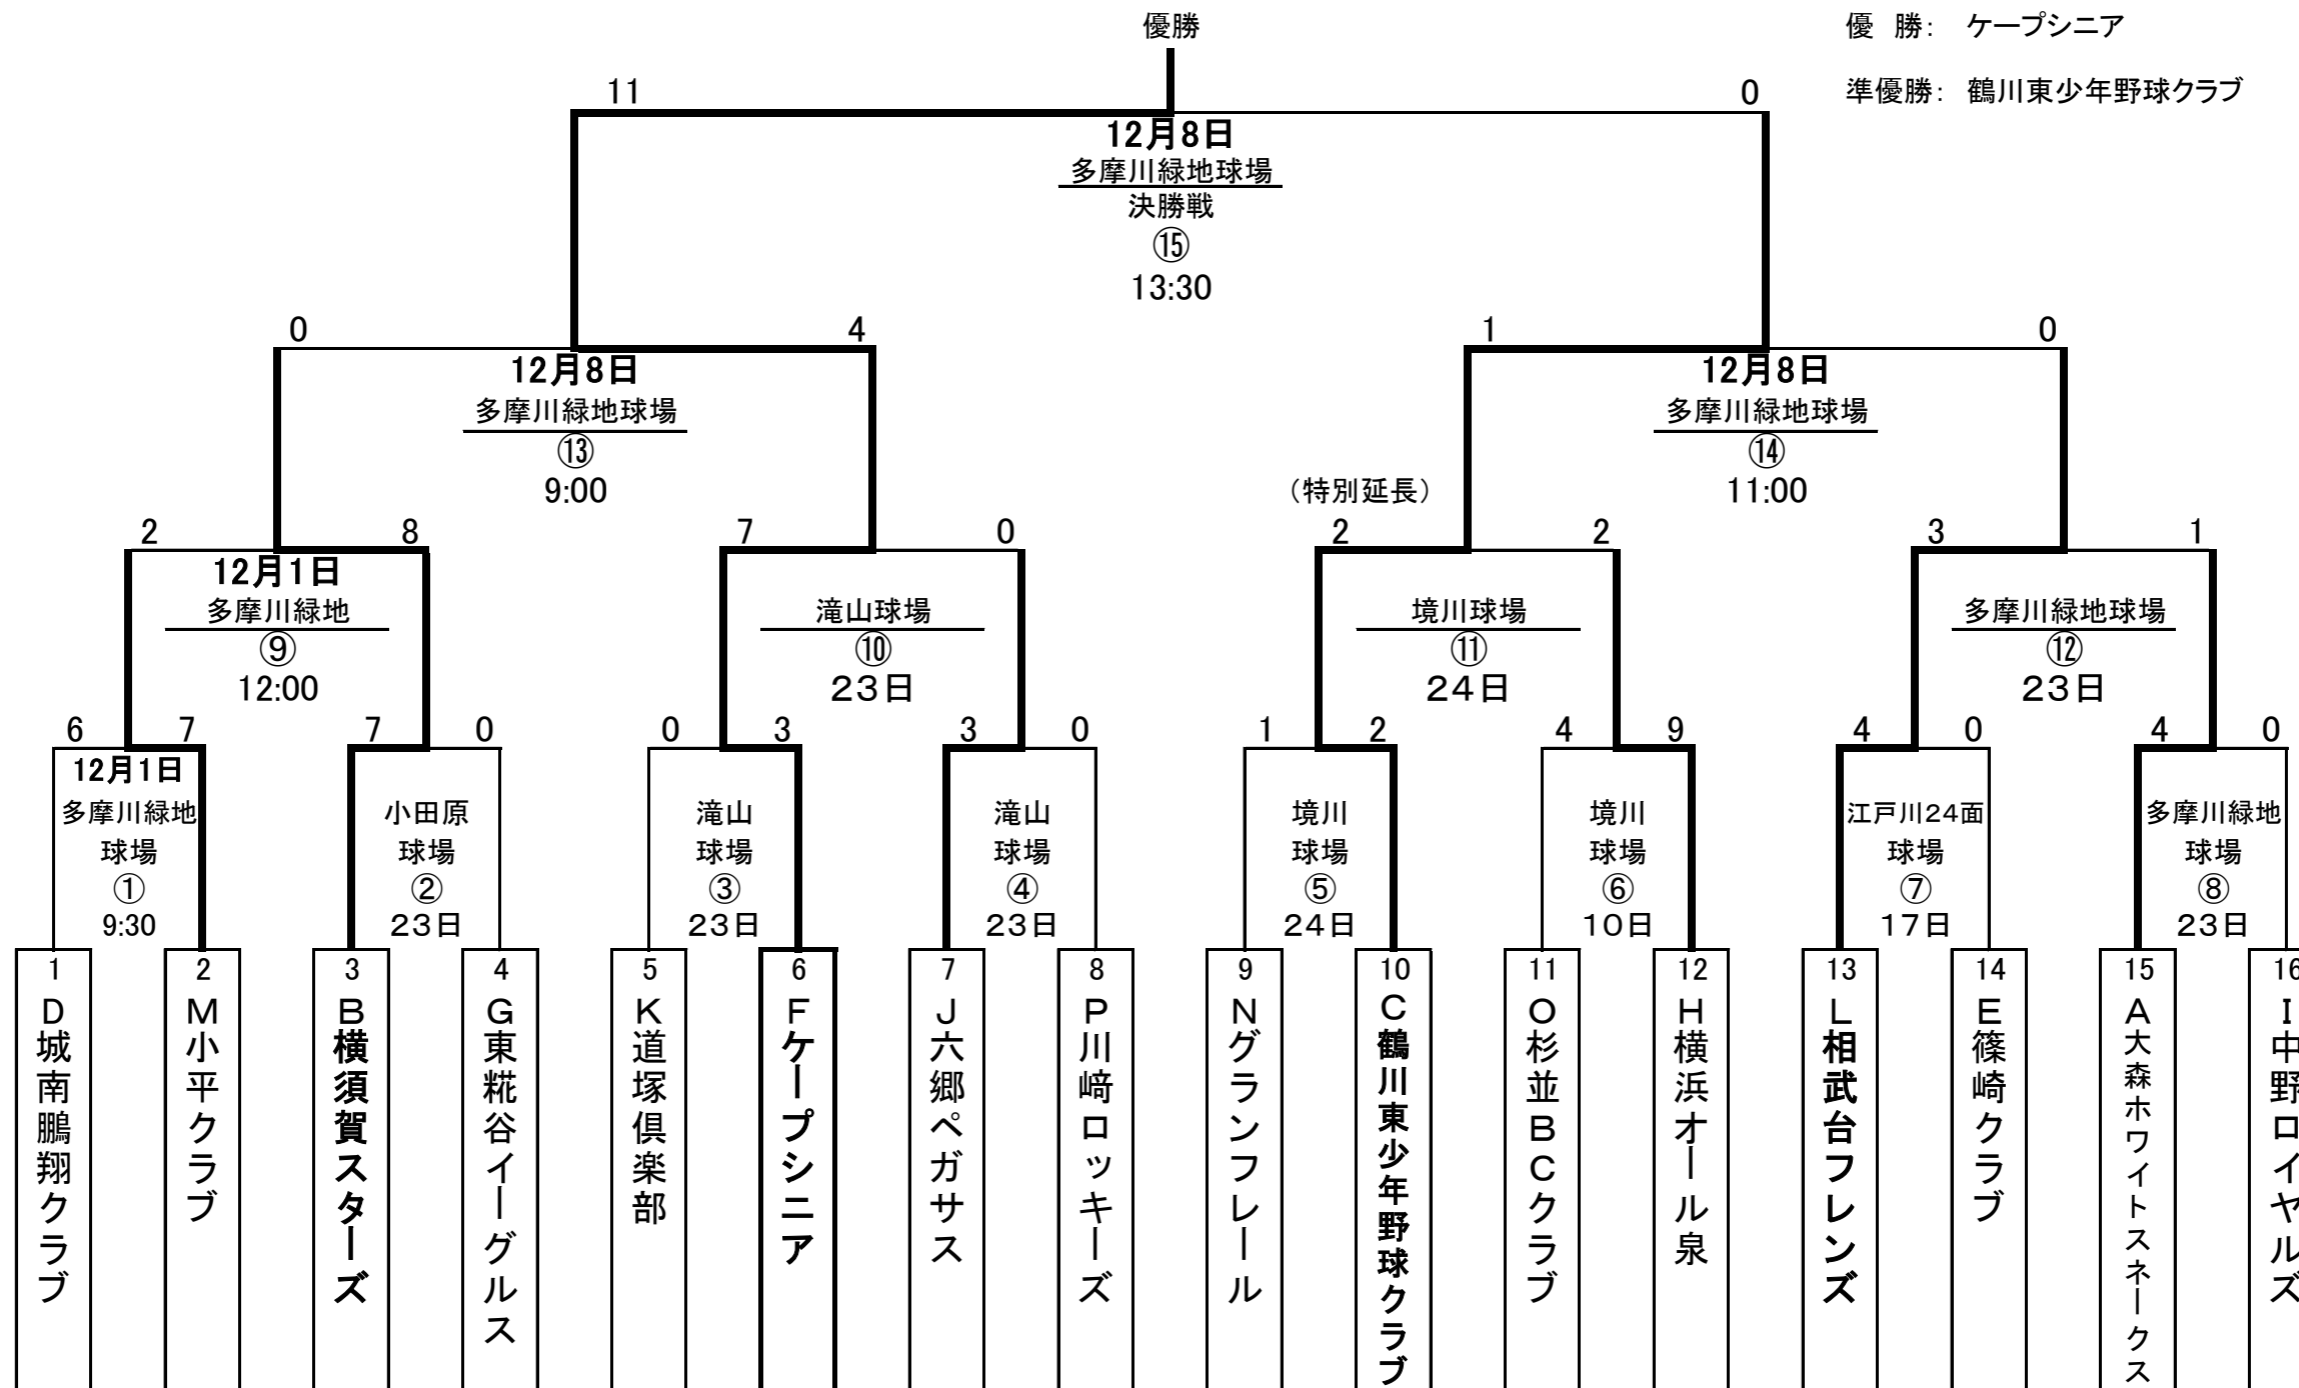 優勝
優 勝: ケープシニア
準優勝: 鶴川東少年野球クラブ
11
0
12月8日
多摩川緑地球場
決勝戦
⑮
13:30
0
4
1
0
12月8日
多摩川緑地球場
⑬
9:00
12月8日
多摩川緑地球場
⑭
11:00
(特別延長)
2
8
7
0
2
2
3
1
12月1日
多摩川緑地
⑨
12:00
滝山球場
⑩
23日
境川球場
⑪
24日
多摩川緑地球場
⑫
23日
6
7
7
0
0
3
3
0
1
2
4
9
4
0
4
0
12月1日
多摩川緑地
球場
①
9:30
小田原
球場
②
23日
滝山
球場
③
23日
滝山
球場
④
23日
境川
球場
⑤
24日
境川
球場
⑥
10日
江戸川24面
球場
⑦
17日
多摩川緑地
球場
⑧
23日
1
D城南鵬翔クラブ
2
M小平クラブ
3
B横須賀スターズ
4
G東糀谷イーグルス
5
K道塚倶楽部
6
Fケープシニア
7
J六郷ペガサス
8
P川﨑ロッキーズ
9
Nグランフレール
10
C鶴川東少年野球クラブ
11
O杉並BCクラブ
12
H横浜オール泉
13
L相武台フレンズ
14
E篠崎クラブ
15
A大森ホワイトスネークス
16
I中野ロイヤルズ